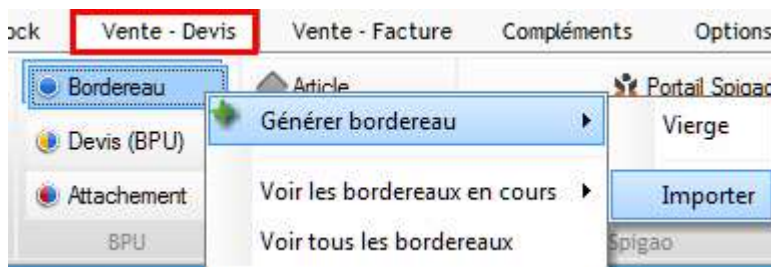 ock Vente - Devis Vente - Facture Compléments Options
Bordereau Article Portail Spigao
Générer bordereau Vierge
Devis (BPU)
Attachement Voir les bordereaux en cours Importer
BPU Voir tous les bordereaux Spigao